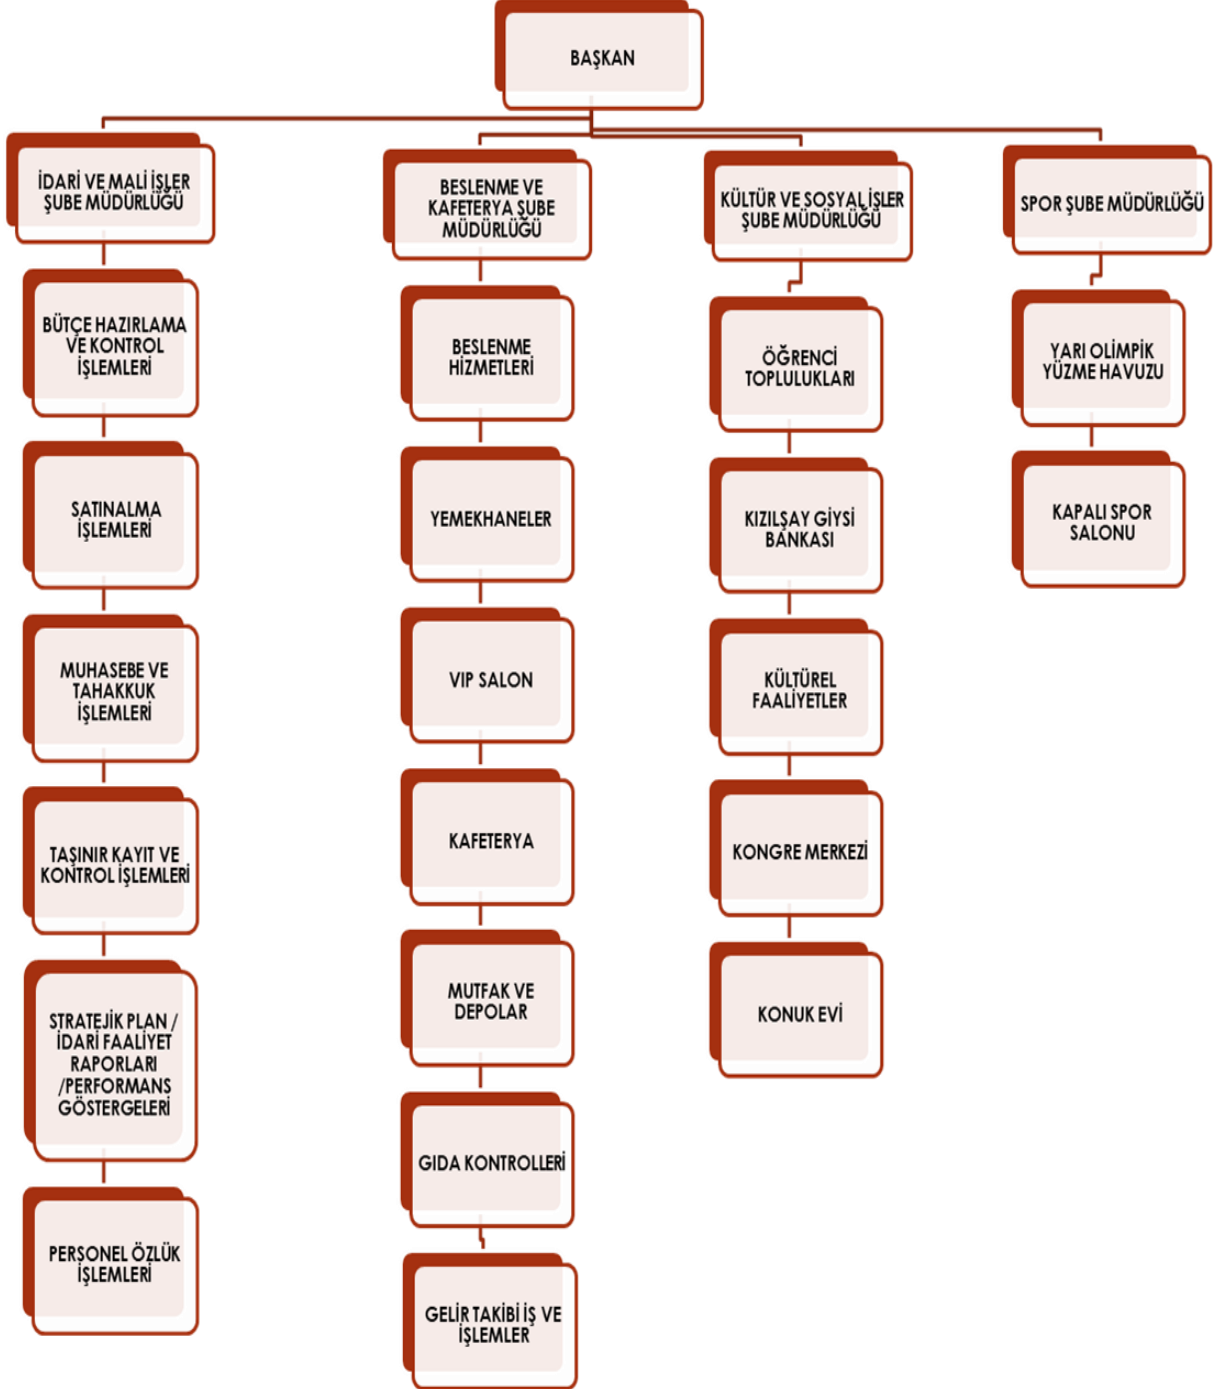 BAŞKAN
İDARİ VE MALİ İŞLER
ŞUBE MÜDÜRLÜĞÜ
BÜTÇE HAZIRLAMA
VE KONTROL
İŞLEMLERİ
SATINALMA
İŞLEMLERİ
MUHASEBE VE
TAHAKKUK
İŞLEMLERİ
TAŞINIR KAYIT VE
KONTROL İŞLEMLERİ
STRATEJİK PLAN /
İDARİ FAALİYET
RAPORLARI
/PERFORMANS
GÖSTERGELERİ
PERSONEL ÖZLÜK
İŞLEMLERİ
BESLENME VE
KAFETERYA ŞUBE
MÜDÜRLÜĞÜ
BESLENME
HİZMETLERİ
YEMEKHANELER
VIP SALON
KAFETERYA
MUTFAK VE
DEPOLAR
GIDA KONTROLLERİ
GELİR TAKİBİ İŞ VE
İŞLEMLER
KÜLTÜR VE SOSYAL İŞLER
ŞUBE MÜDÜRLÜĞÜ
ÖĞRENCİ
TOPLULUKLARI
KIZILŞAY GİYSİ
BANKASI
KÜLTÜREL
FAALİYETLER
KONGRE MERKEZİ
KONUK EVİ
SPOR ŞUBE MÜDÜRLÜĞÜ
YARI OLİMPİK
YÜZME HAVUZU
KAPALI SPOR
SALONU